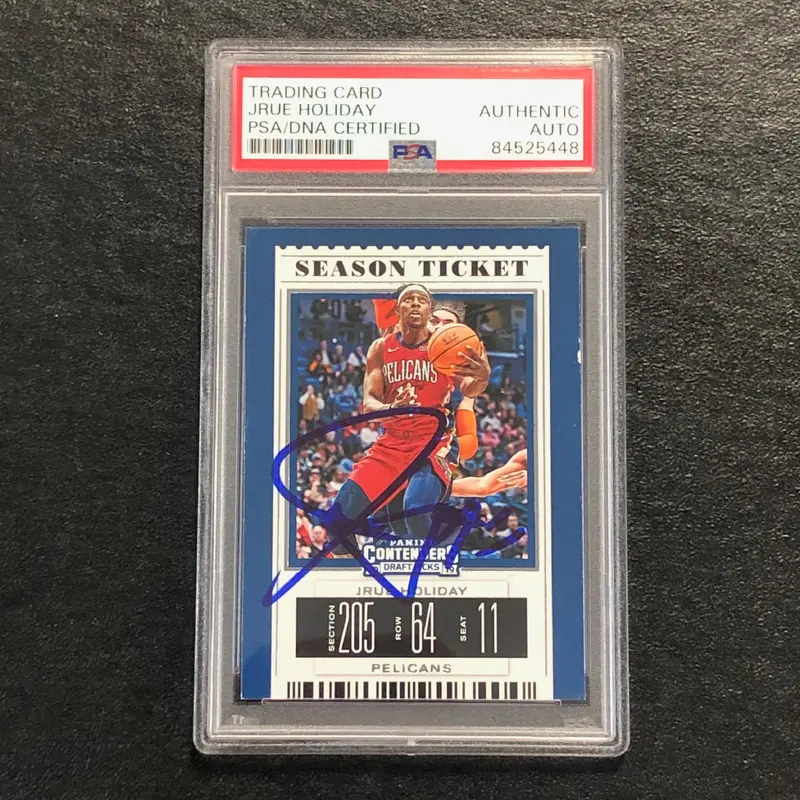 TRADING CARD
JRUE HOLIDAY
PSA/DNA CERTIFIED
AUTHENTIC
AUTO
84525448
PSA
SEASON TICKET
PELICANS
PANINI
CONTENDERS
DRAFT PICKS
JRUE HOLIDAY
SECTION 205 ROW 64 SEAT 11
PELICANS